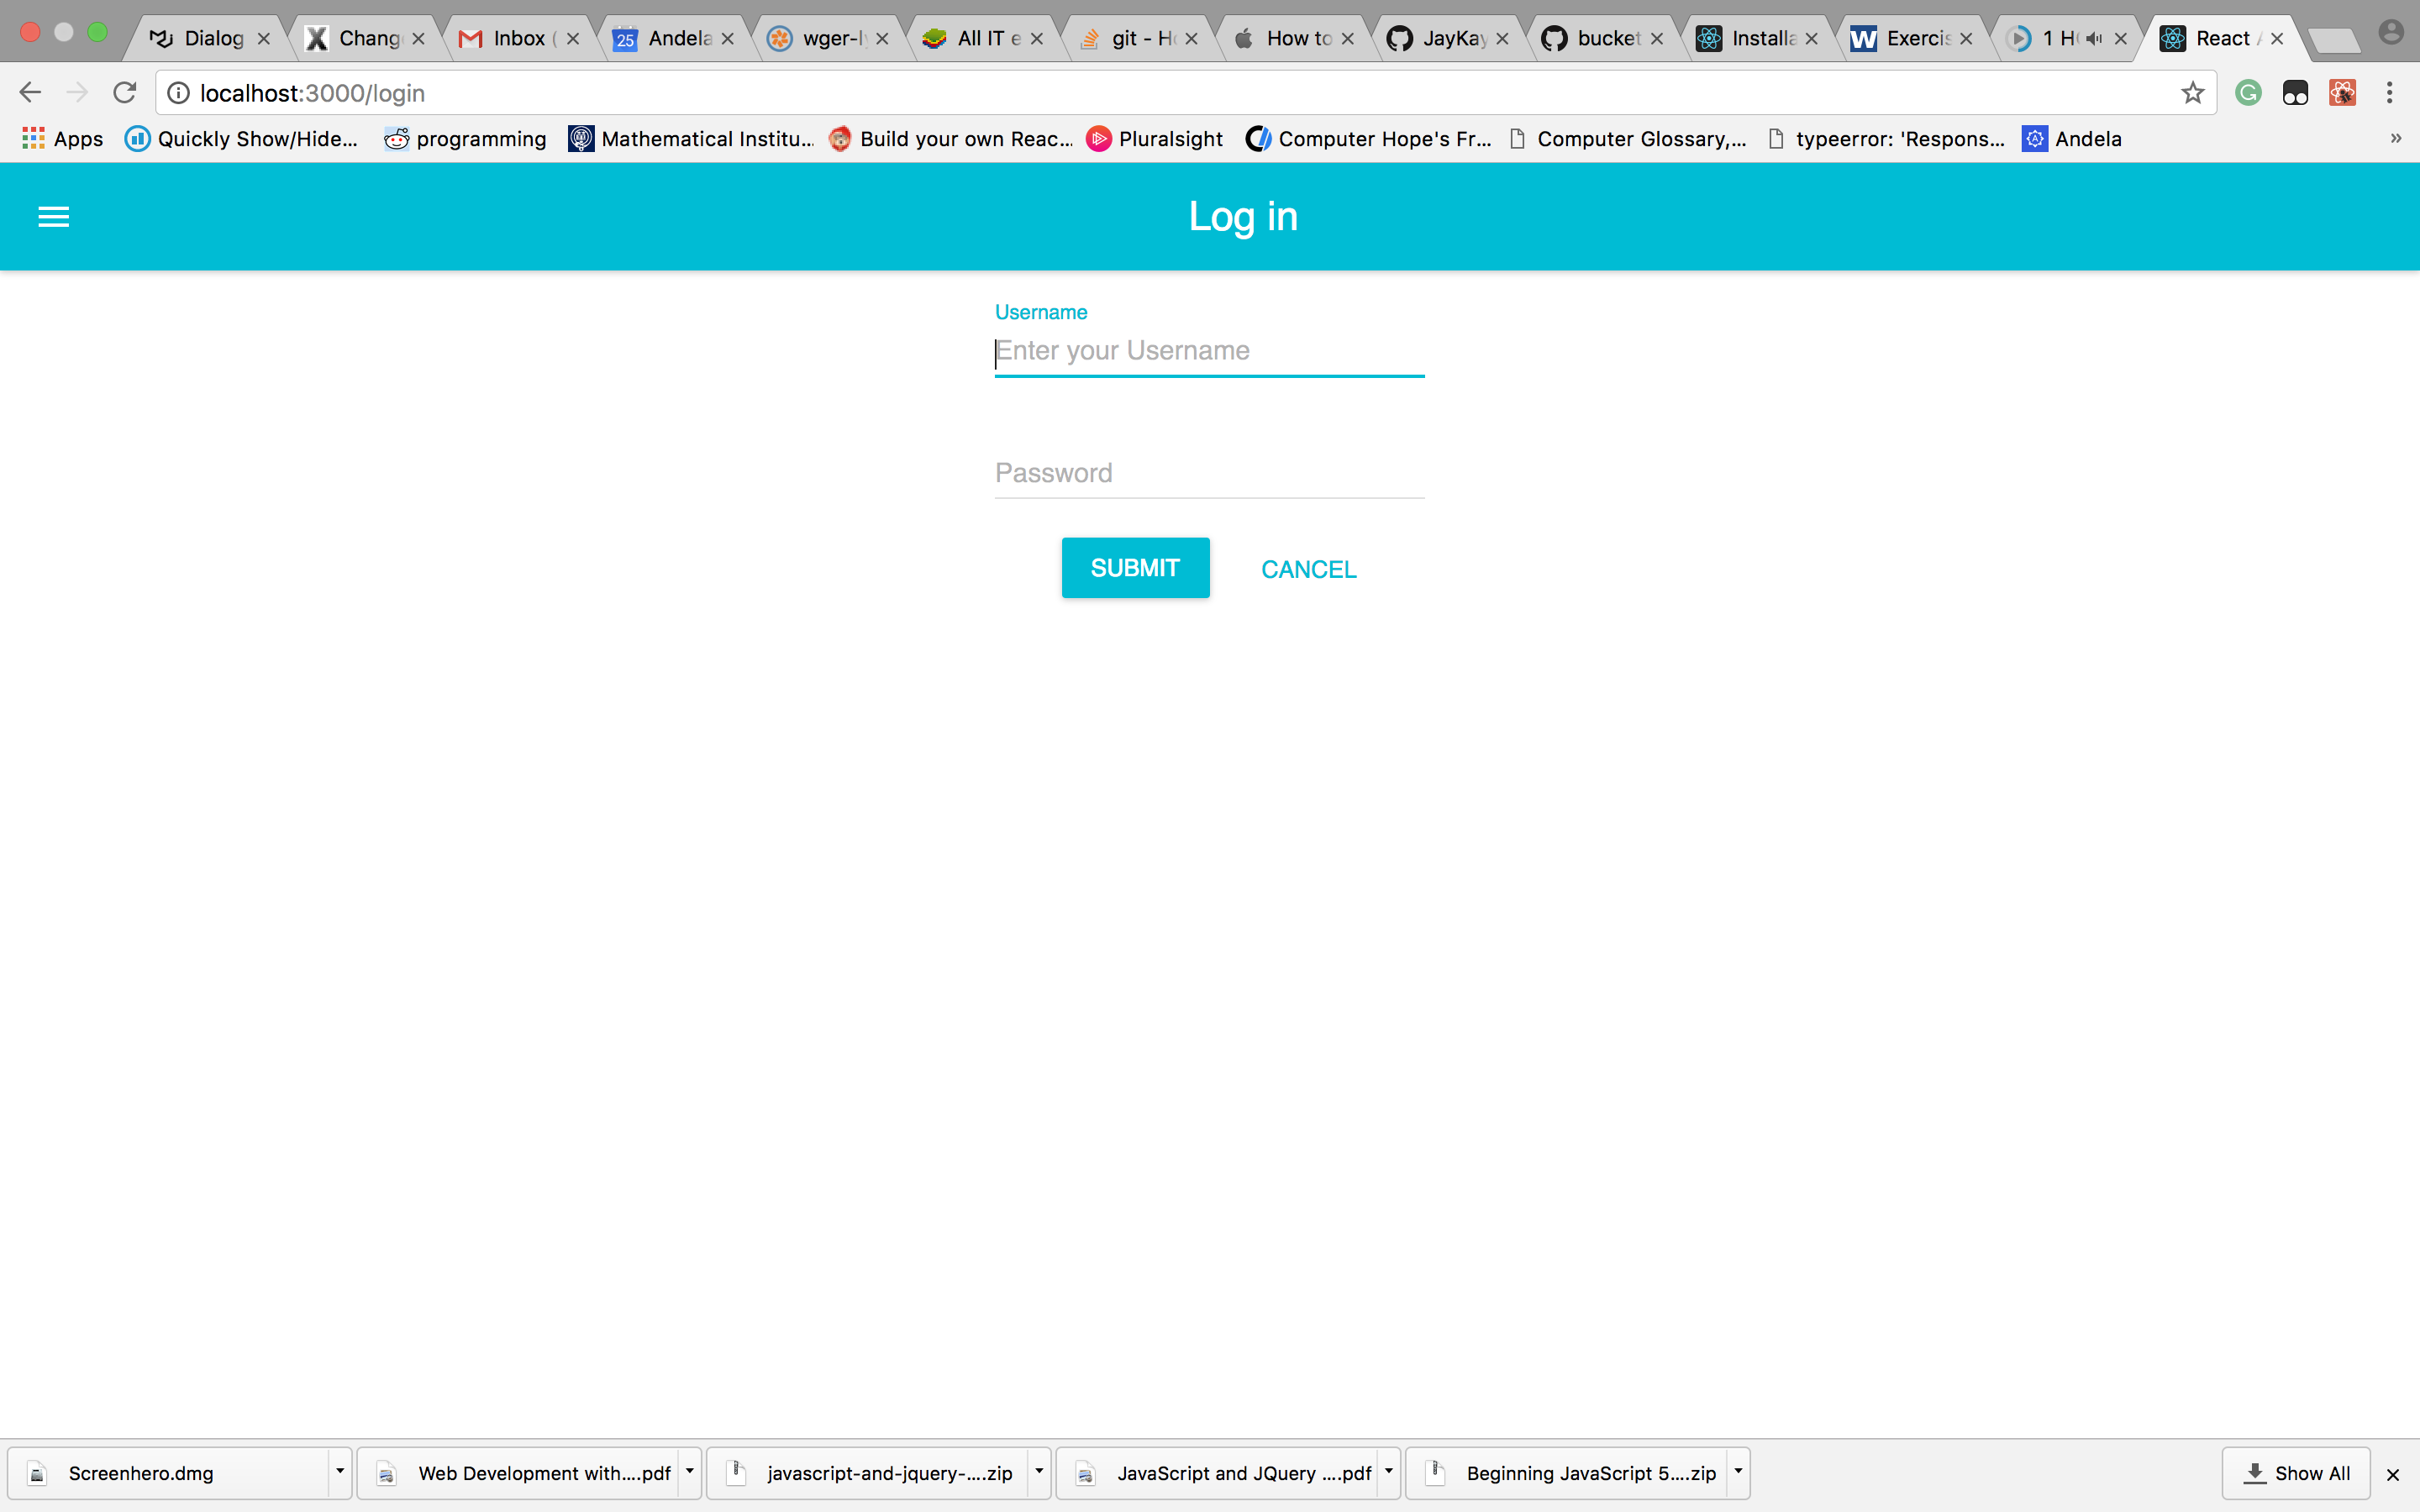 Dialog Chang Inbox ( 25 Andela wger-l All IT e git - Ho How to JayKay bucket Installa W Exercis 1 H React
localhost:3000/login
Apps Quickly Show/Hide... programming Mathematical Institu... Build your own Reac... Pluralsight Computer Hope's Fr... Computer Glossary,... typeerror: 'Respons... Andela »
Log in
Username
Enter your Username
Password
SUBMIT CANCEL
Screenhero.dmg Web Development with....pdf javascript-and-jquery-....zip JavaScript and JQuery ....pdf Beginning JavaScript 5....zip Show All